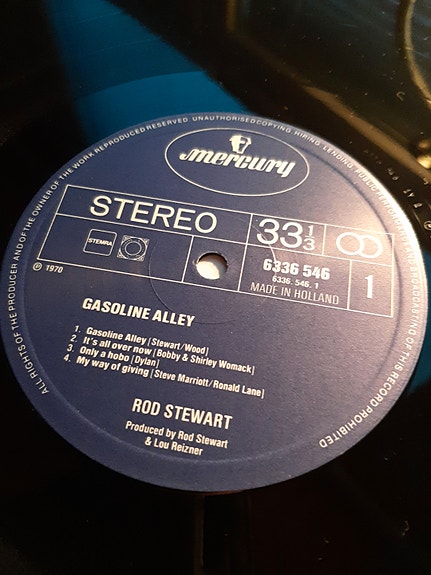 ALL RIGHTS OF THE PRODUCER AND OF THE OWNER OF THE WORK REPRODUCED RESERVED UNAUTHORISED COPYING HIRING LENDING PUBLIC BROADCASTING OF THIS RECORD PROHIBITED
mercury
STEREO
33 1/3
STEMRA
6336 546
6336. 546. 1
MADE IN HOLLAND
1
℗ 1970
GASOLINE ALLEY
1. Gasoline Alley [Stewart/Wood]
2. It's all over now [Bobby & Shirley Womack]
3. Only a hobo [Dylan]
4. My way of giving [Steve Marriott/Ronald Lane]
ROD STEWART
Produced by Rod Stewart
& Lou Reizner